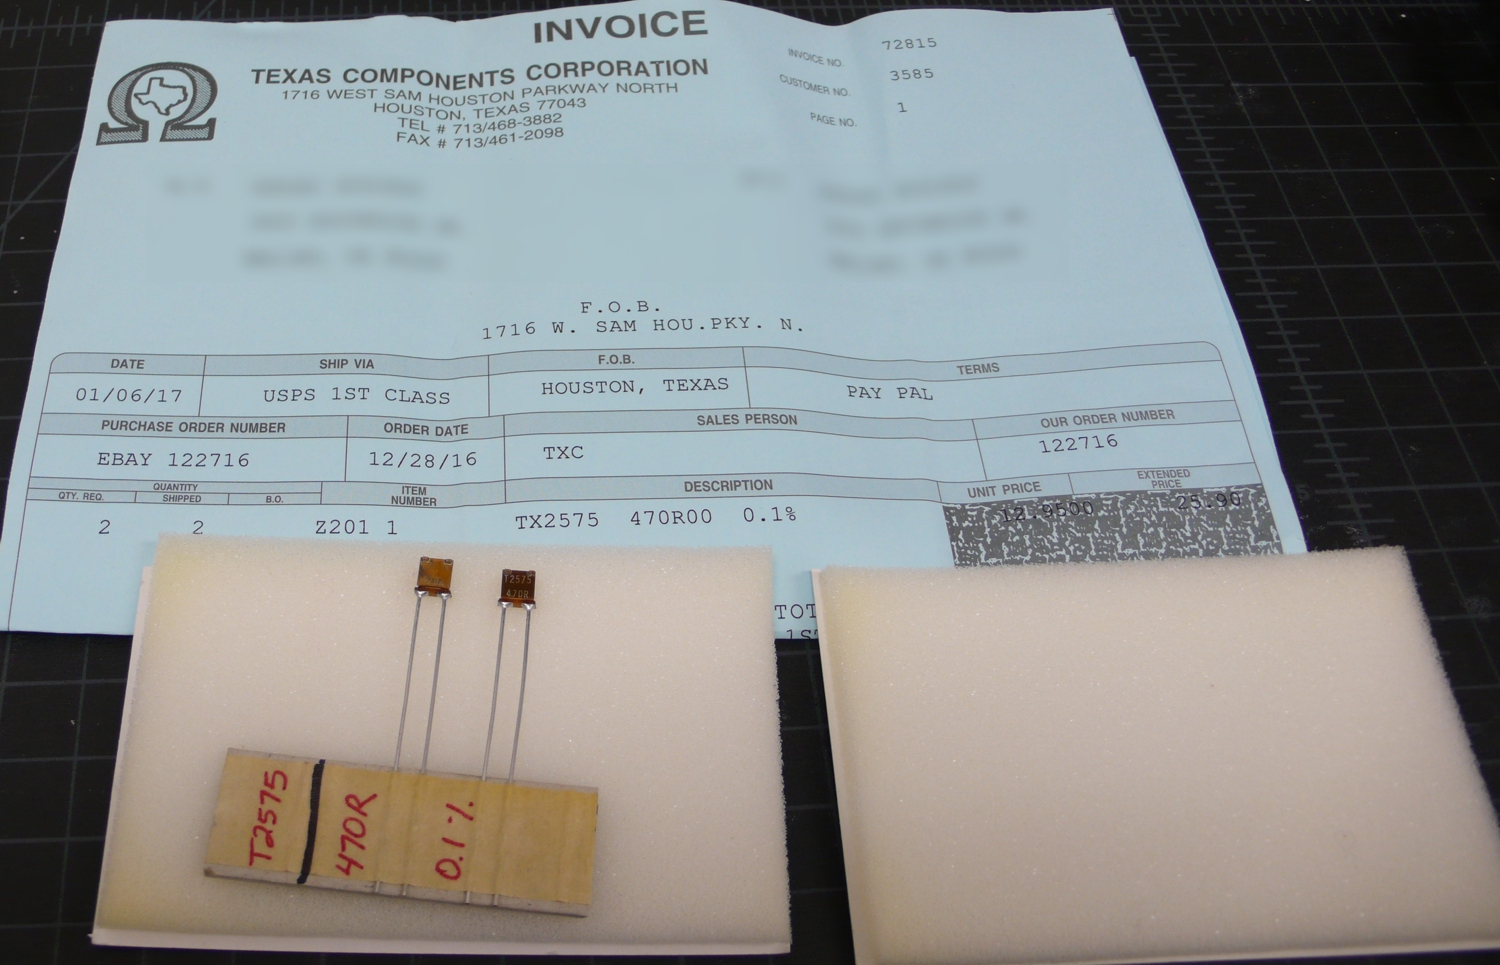 INVOICE
INVOICE NO. 72815
CUSTOMER NO. 3585
PAGE NO. 1
TEXAS COMPONENTS CORPORATION
1716 WEST SAM HOUSTON PARKWAY NORTH
HOUSTON, TEXAS 77043
TEL # 713/468-3882
FAX # 713/461-2098
F.O.B.
1716 W. SAM HOU.PKY. N.
DATE SHIP VIA F.O.B. TERMS
01/06/17 USPS 1ST CLASS HOUSTON, TEXAS PAY PAL
PURCHASE ORDER NUMBER ORDER DATE SALES PERSON OUR ORDER NUMBER
EBAY 122716 12/28/16 TXC 122716
QUANTITY
QTY. REQ. SHIPPED B.O.
ITEM
NUMBER
DESCRIPTION
UNIT PRICE
EXTENDED
PRICE
2 2 Z201 1 TX2575 470R00 0.1% 12.9500 25.90
TOT
1S
T2575
470R
T2575
470R
0.1%